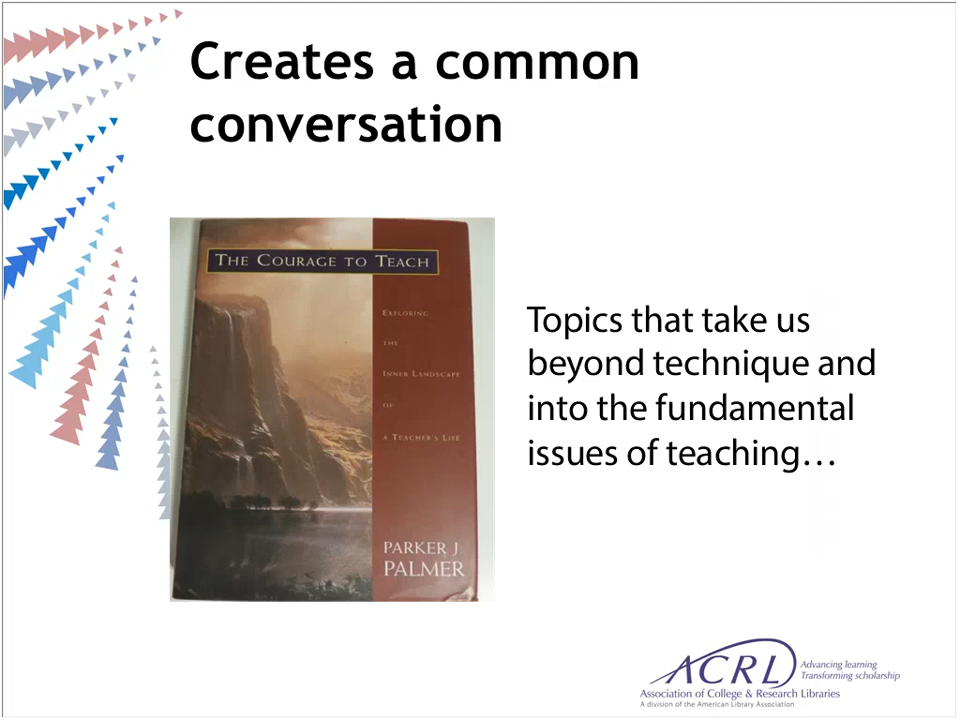 Creates a common
conversation
THE COURAGE TO TEACH
EXPLORING
THE
INNER LANDSCAPE
OF
A TEACHER'S LIFE
PARKER J.
PALMER
Topics that take us
beyond technique and
into the fundamental
issues of teaching…
ACRL
Advancing learning
Transforming scholarship
Association of College & Research Libraries
A division of the American Library Association